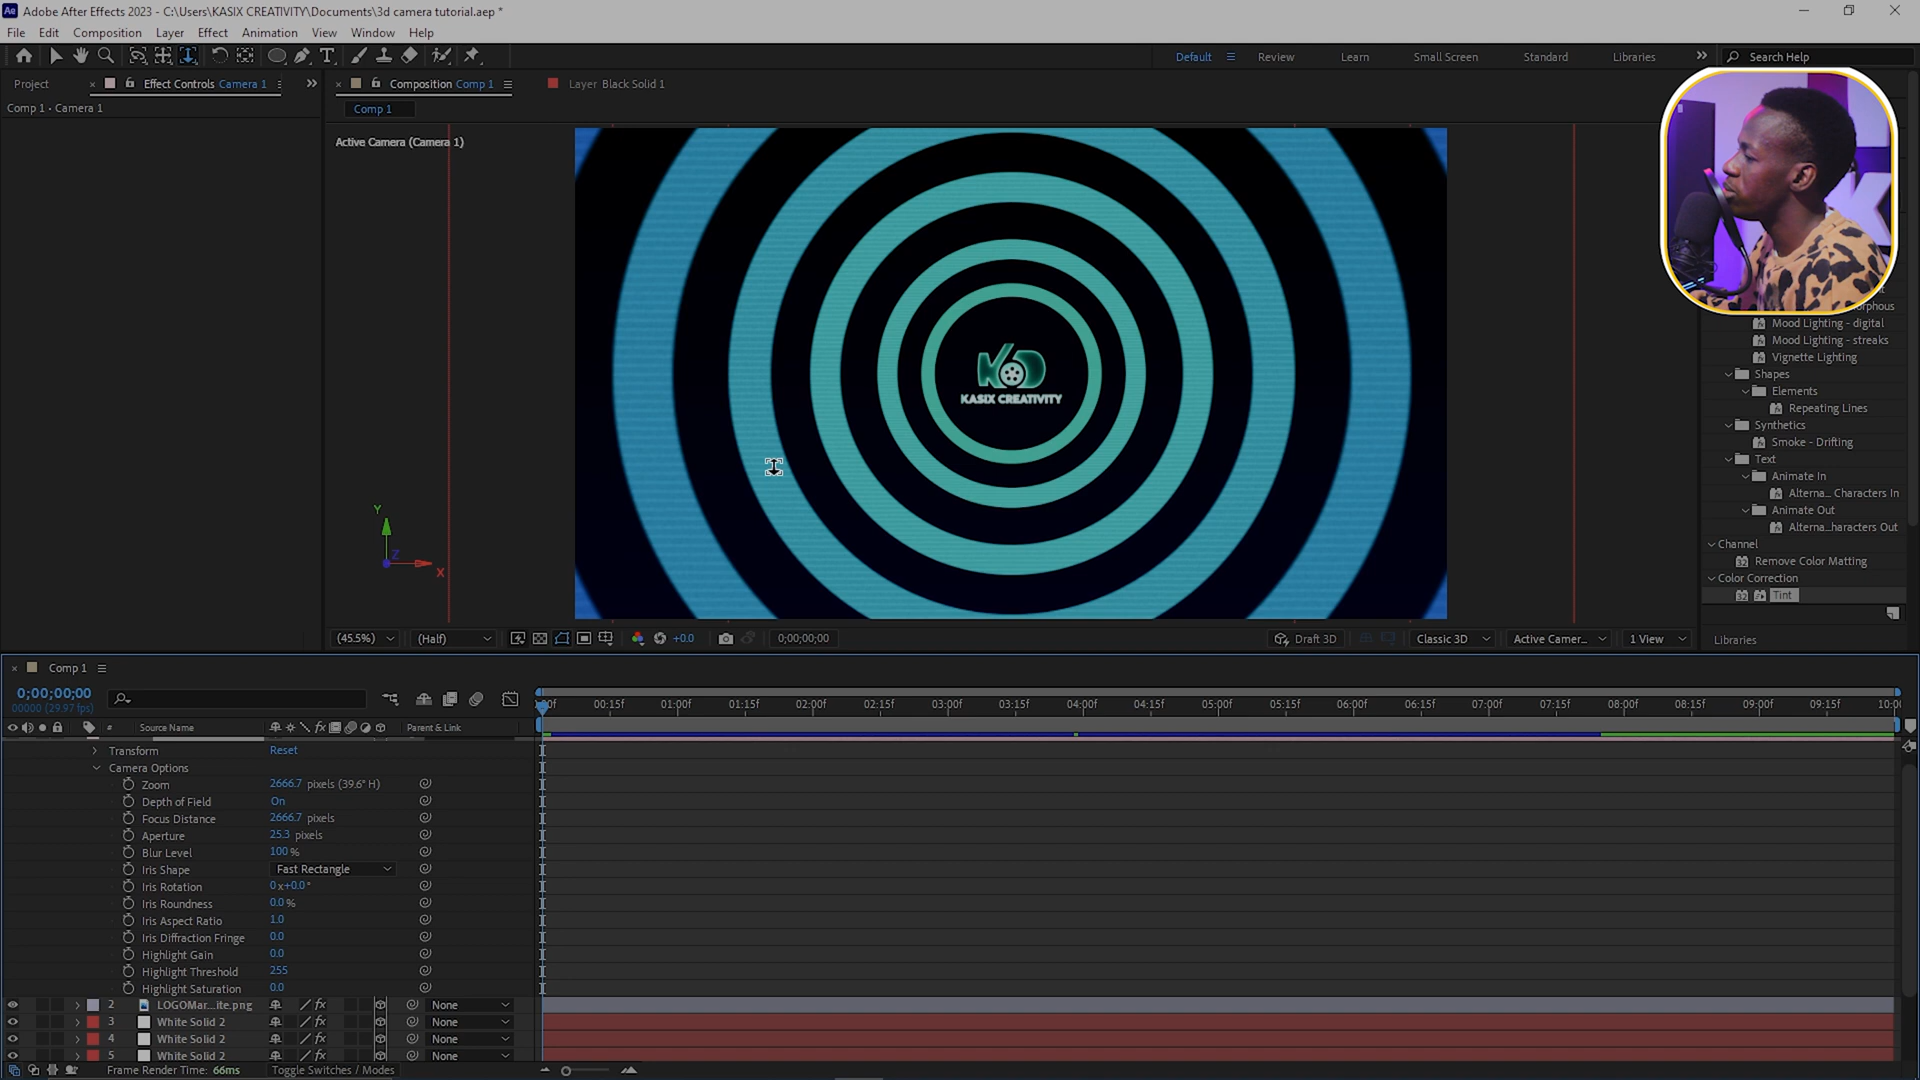 Adobe After Effects 2023 - C:\Users\KASIX CREATIVITY\Documents\3d camera tutorial.aep *
File Edit Composition Layer Effect Animation View Window Help
Default Review Learn Small Screen Standard Libraries Search Help
Project Effect Controls Camera 1 Composition Comp 1 Layer Black Solid 1
Comp 1 • Camera 1
Comp 1
Active Camera (Camera 1)
KASIX CREATIVITY
Y
Z
X
Mood Lighting - digital
Mood Lighting - streaks
Vignette Lighting
Shapes
Elements
Repeating Lines
Synthetics
Smoke - Drifting
Text
Animate In
Alterna... Characters In
Animate Out
Alterna...haracters Out
Channel
Remove Color Matting
Color Correction
Tint
(45.5%) (Half) +0.0 0;00;00;00 Draft 3D Classic 3D Active Camer... 1 View
Libraries
Comp 1
0;00;00;00
00000 (29.97 fps)
00:15f 01:00f 01:15f 02:00f 02:15f 03:00f 03:15f 04:00f 04:15f 05:00f 05:15f 06:00f 06:15f 07:00f 07:15f 08:00f 08:15f 09:00f 09:15f 10:00
# Source Name fx Parent & Link
Transform Reset
Camera Options
Zoom 2666.7 pixels (39.6° H)
Depth of Field On
Focus Distance 2666.7 pixels
Aperture 25.3 pixels
Blur Level 100 %
Iris Shape Fast Rectangle
Iris Rotation 0x+0.0°
Iris Roundness 0.0 %
Iris Aspect Ratio 1.0
Iris Diffraction Fringe 0.0
Highlight Gain 0.0
Highlight Threshold 255
Highlight Saturation 0.0
2 LOGOMar...ite.png fx None
3 White Solid 2 fx None
4 White Solid 2 fx None
5 White Solid 2 fx None
Frame Render Time: 66ms Toggle Switches / Modes